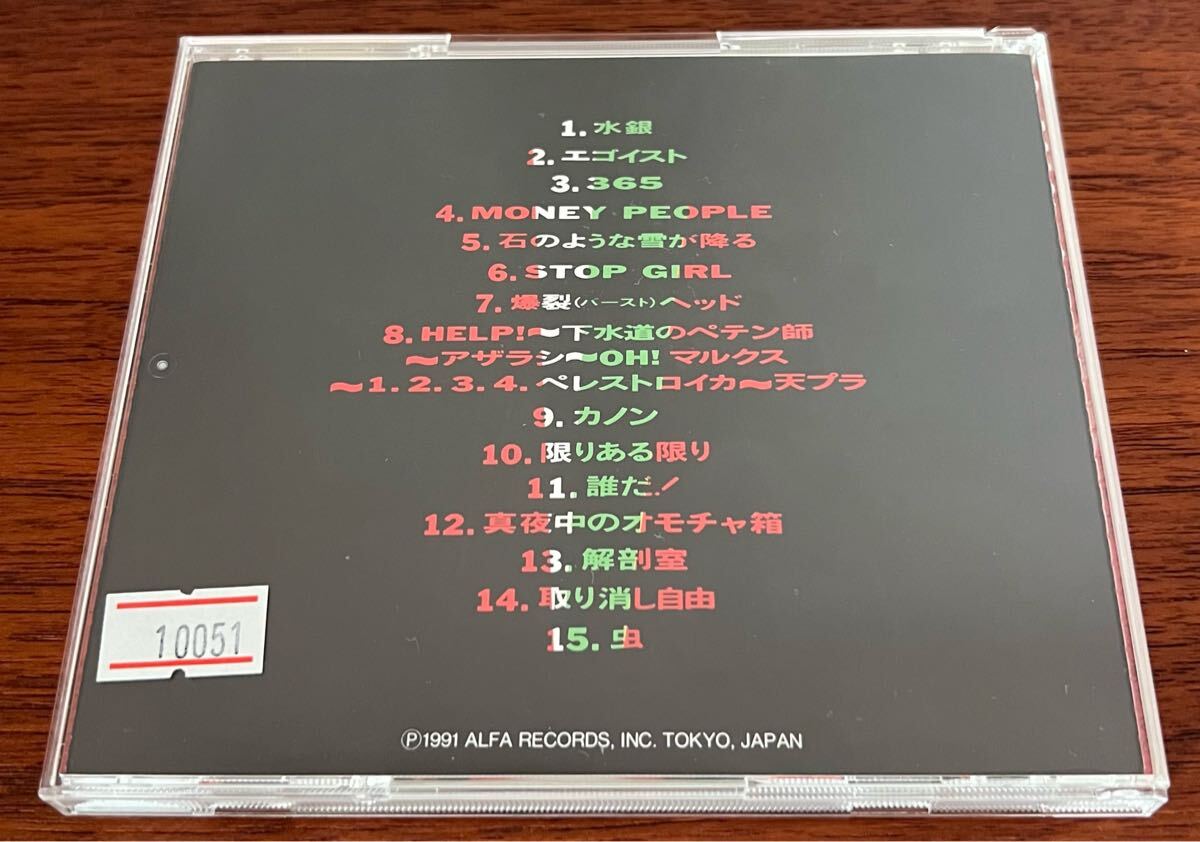 1. 水銀
2. エゴイスト
3. 365
4. MONEY PEOPLE
5. 石のような雪が降る
6. STOP GIRL
7. 爆裂(バースト)ヘッド
8. HELP!〜下水道のペテン師
〜アザラシ〜OH! マルクス
〜1. 2. 3. 4. ペレストロイカ〜天プラ
9. カノン
10. 限りある限り
11. 誰だ!
12. 真夜中のオモチャ箱
13. 解剖室
14. 取り消し自由
15. 虫
10051
Ⓟ1991 ALFA RECORDS, INC. TOKYO, JAPAN